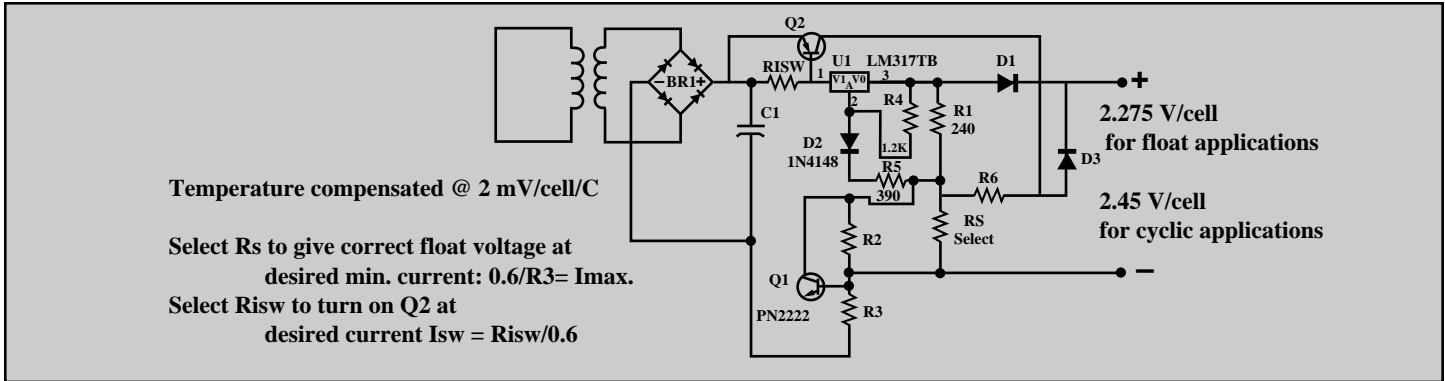 Q2
RISW
1
U1
LM317TB
V1
A
V0
3
2
D1
+
- BR1 +
C1
R4
R1
240
1.2K
D2
1N4148
R5
390
R6
D3
2.275 V/cell
for float applications
2.45 V/cell
for cyclic applications
RS
Select
R2
Q1
PN2222
R3
–
Temperature compensated @ 2 mV/cell/C
Select Rs to give correct float voltage at
desired min. current: 0.6/R3= Imax.
Select Risw to turn on Q2 at
desired current Isw = Risw/0.6